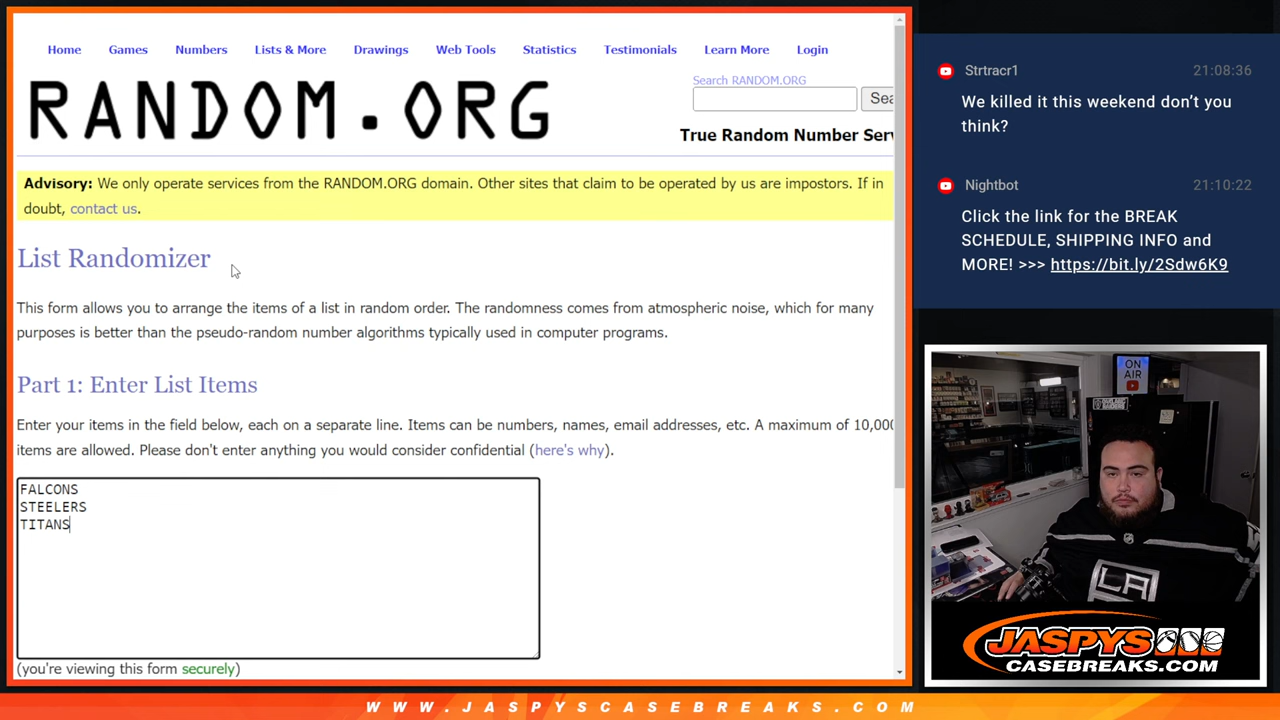 Home Games Numbers Lists & More Drawings Web Tools Statistics Testimonials Learn More Login
RANDOM.ORG
Search RANDOM.ORG
Sea
True Random Number Serv
Advisory: We only operate services from the RANDOM.ORG domain. Other sites that claim to be operated by us are impostors. If in
doubt, contact us.
List Randomizer
This form allows you to arrange the items of a list in random order. The randomness comes from atmospheric noise, which for many
purposes is better than the pseudo-random number algorithms typically used in computer programs.
Part 1: Enter List Items
Enter your items in the field below, each on a separate line. Items can be numbers, names, email addresses, etc. A maximum of 10,000
items are allowed. Please don't enter anything you would consider confidential (here's why).
FALCONS
STEELERS
TITANS
(you're viewing this form securely)
Strtracr1 21:08:36
We killed it this weekend don't you
think?
Nightbot 21:10:22
Click the link for the BREAK
SCHEDULE, SHIPPING INFO and
MORE! >>> https://bit.ly/2Sdw6K9
ON
AIR
LA
JASPYS
CASEBREAKS.COM
WWW.JASPYSCASEBREAKS.COM